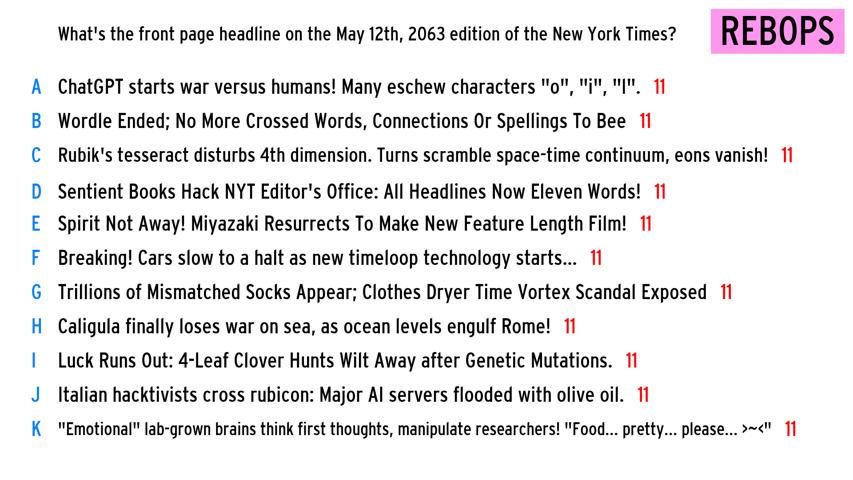 What's the front page headline on the May 12th, 2063 edition of the New York Times?
REBOPS
A ChatGPT starts war versus humans! Many eschew characters "o", "i", "l". 11
B Wordle Ended; No More Crossed Words, Connections Or Spellings To Bee 11
C Rubik's tesseract disturbs 4th dimension. Turns scramble space-time continuum, eons vanish! 11
D Sentient Books Hack NYT Editor's Office: All Headlines Now Eleven Words! 11
E Spirit Not Away! Miyazaki Resurrects To Make New Feature Length Film! 11
F Breaking! Cars slow to a halt as new timeloop technology starts... 11
G Trillions of Mismatched Socks Appear; Clothes Dryer Time Vortex Scandal Exposed 11
H Caligula finally loses war on sea, as ocean levels engulf Rome! 11
I Luck Runs Out: 4-Leaf Clover Hunts Wilt Away after Genetic Mutations. 11
J Italian hacktivists cross rubicon: Major AI servers flooded with olive oil. 11
K "Emotional" lab-grown brains think first thoughts, manipulate researchers! "Food... pretty... please... >~<" 11